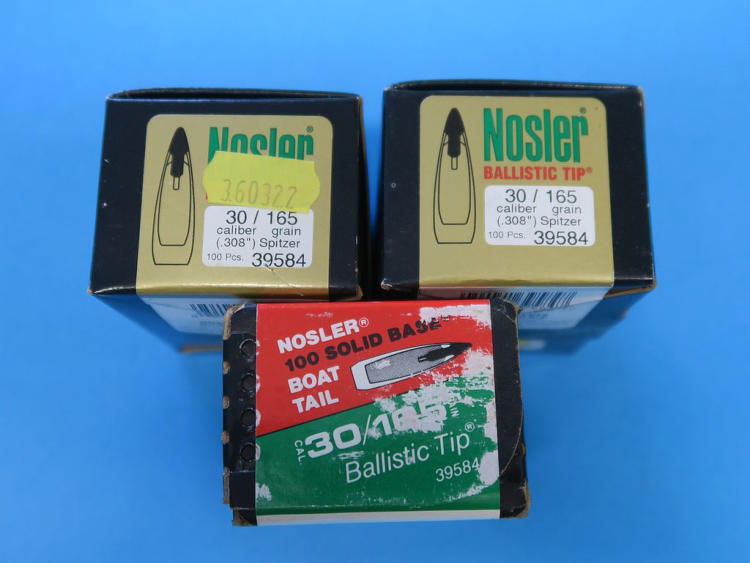 Nosler®
360322
30 / 165
caliber grain
(.308") Spitzer
100 Pcs. 39584
Nosler®
BALLISTIC TIP®
30 / 165
caliber grain
(.308") Spitzer
100 Pcs. 39584
NOSLER®
100 SOLID BASE
BOAT
TAIL
CAL 30/165
Ballistic Tip®
39584